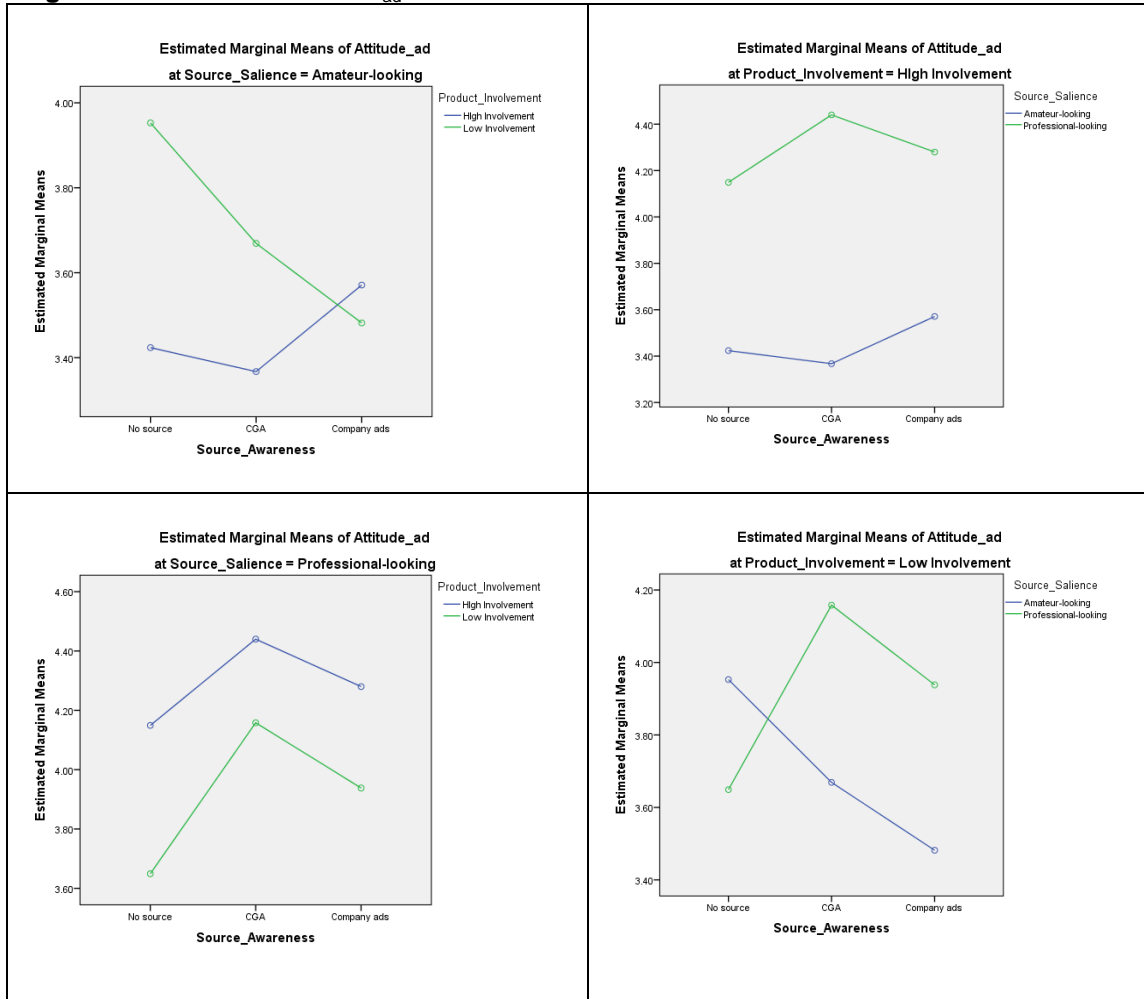 ad
Estimated Marginal Means of Attitude_ad
at Source_Salience = Amateur-looking
Product_Involvement
HIgh Involvement
Low Involvement
4.00
3.80
3.60
3.40
Estimated Marginal Means
No source CGA Company ads
Source_Awareness
Estimated Marginal Means of Attitude_ad
at Product_Involvement = HIgh Involvement
Source_Salience
Amateur-looking
Professional-looking
4.40
4.20
4.00
3.80
3.60
3.40
3.20
Estimated Marginal Means
No source CGA Company ads
Source_Awareness
Estimated Marginal Means of Attitude_ad
at Source_Salience = Professional-looking
Product_Involvement
HIgh Involvement
Low Involvement
4.60
4.40
4.20
4.00
3.80
3.60
Estimated Marginal Means
No source CGA Company ads
Source_Awareness
Estimated Marginal Means of Attitude_ad
at Product_Involvement = Low Involvement
Source_Salience
Amateur-looking
Professional-looking
4.20
4.00
3.80
3.60
3.40
Estimated Marginal Means
No source CGA Company ads
Source_Awareness